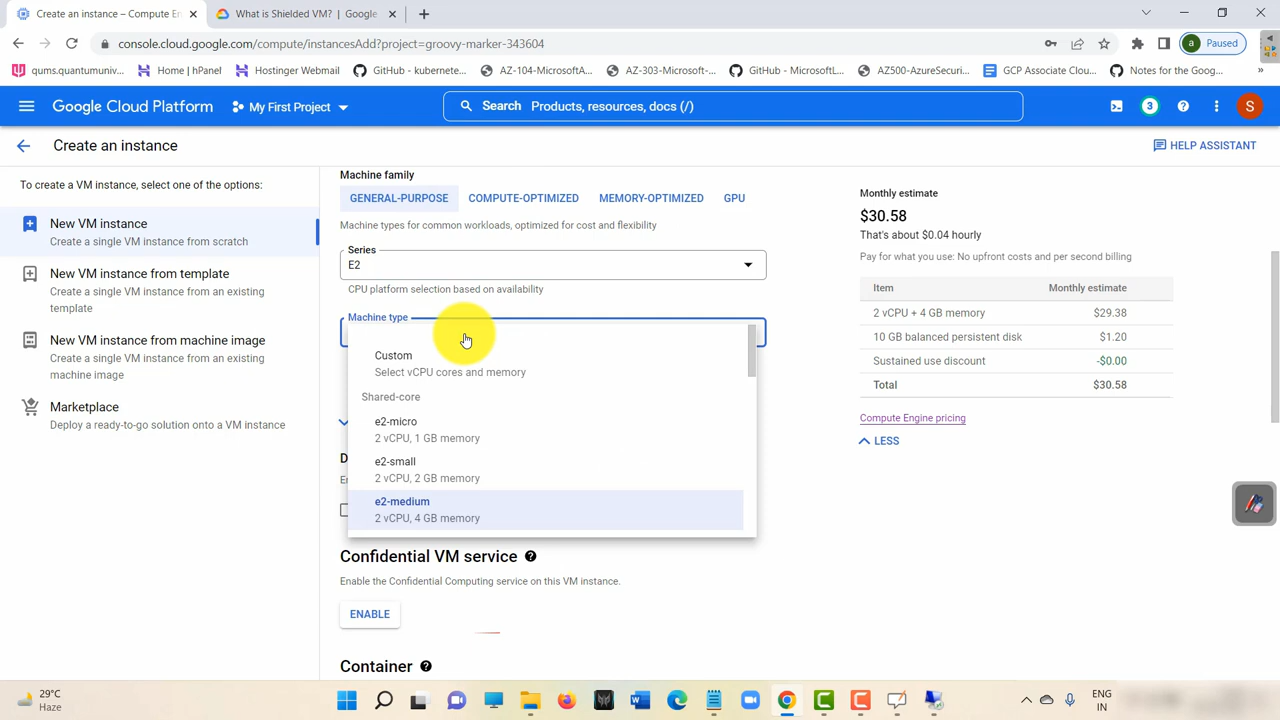 Create an instance – Compute En
What is Shielded VM? | Google
console.cloud.google.com/compute/instancesAdd?project=groovy-marker-343604
a
Paused
qums.quantumuniv...
Home | hPanel
Hostinger Webmail
GitHub - kubernete...
AZ-104-MicrosoftA...
AZ-303-Microsoft-...
GitHub - MicrosoftL...
AZ500-AzureSecuri...
GCP Associate Clou...
Notes for the Goog...
»
Google Cloud Platform
My First Project
Search Products, resources, docs (/)
3
S
Create an instance
HELP ASSISTANT
To create a VM instance, select one of the options:
New VM instance
Create a single VM instance from scratch
New VM instance from template
Create a single VM instance from an existing
template
New VM instance from machine image
Create a single VM instance from an existing
machine image
Marketplace
Deploy a ready-to-go solution onto a VM instance
Machine family
GENERAL-PURPOSE
COMPUTE-OPTIMIZED
MEMORY-OPTIMIZED
GPU
Machine types for common workloads, optimized for cost and flexibility
Series
E2
CPU platform selection based on availability
Machine type
Custom
Select vCPU cores and memory
Shared-core
e2-micro
2 vCPU, 1 GB memory
e2-small
2 vCPU, 2 GB memory
e2-medium
2 vCPU, 4 GB memory
Confidential VM service
Enable the Confidential Computing service on this VM instance.
ENABLE
Container
Monthly estimate
$30.58
That's about $0.04 hourly
Pay for what you use: No upfront costs and per second billing
Item Monthly estimate
2 vCPU + 4 GB memory $29.38
10 GB balanced persistent disk $1.20
Sustained use discount -$0.00
Total $30.58
Compute Engine pricing
LESS
29°C
Haze
ENG
IN